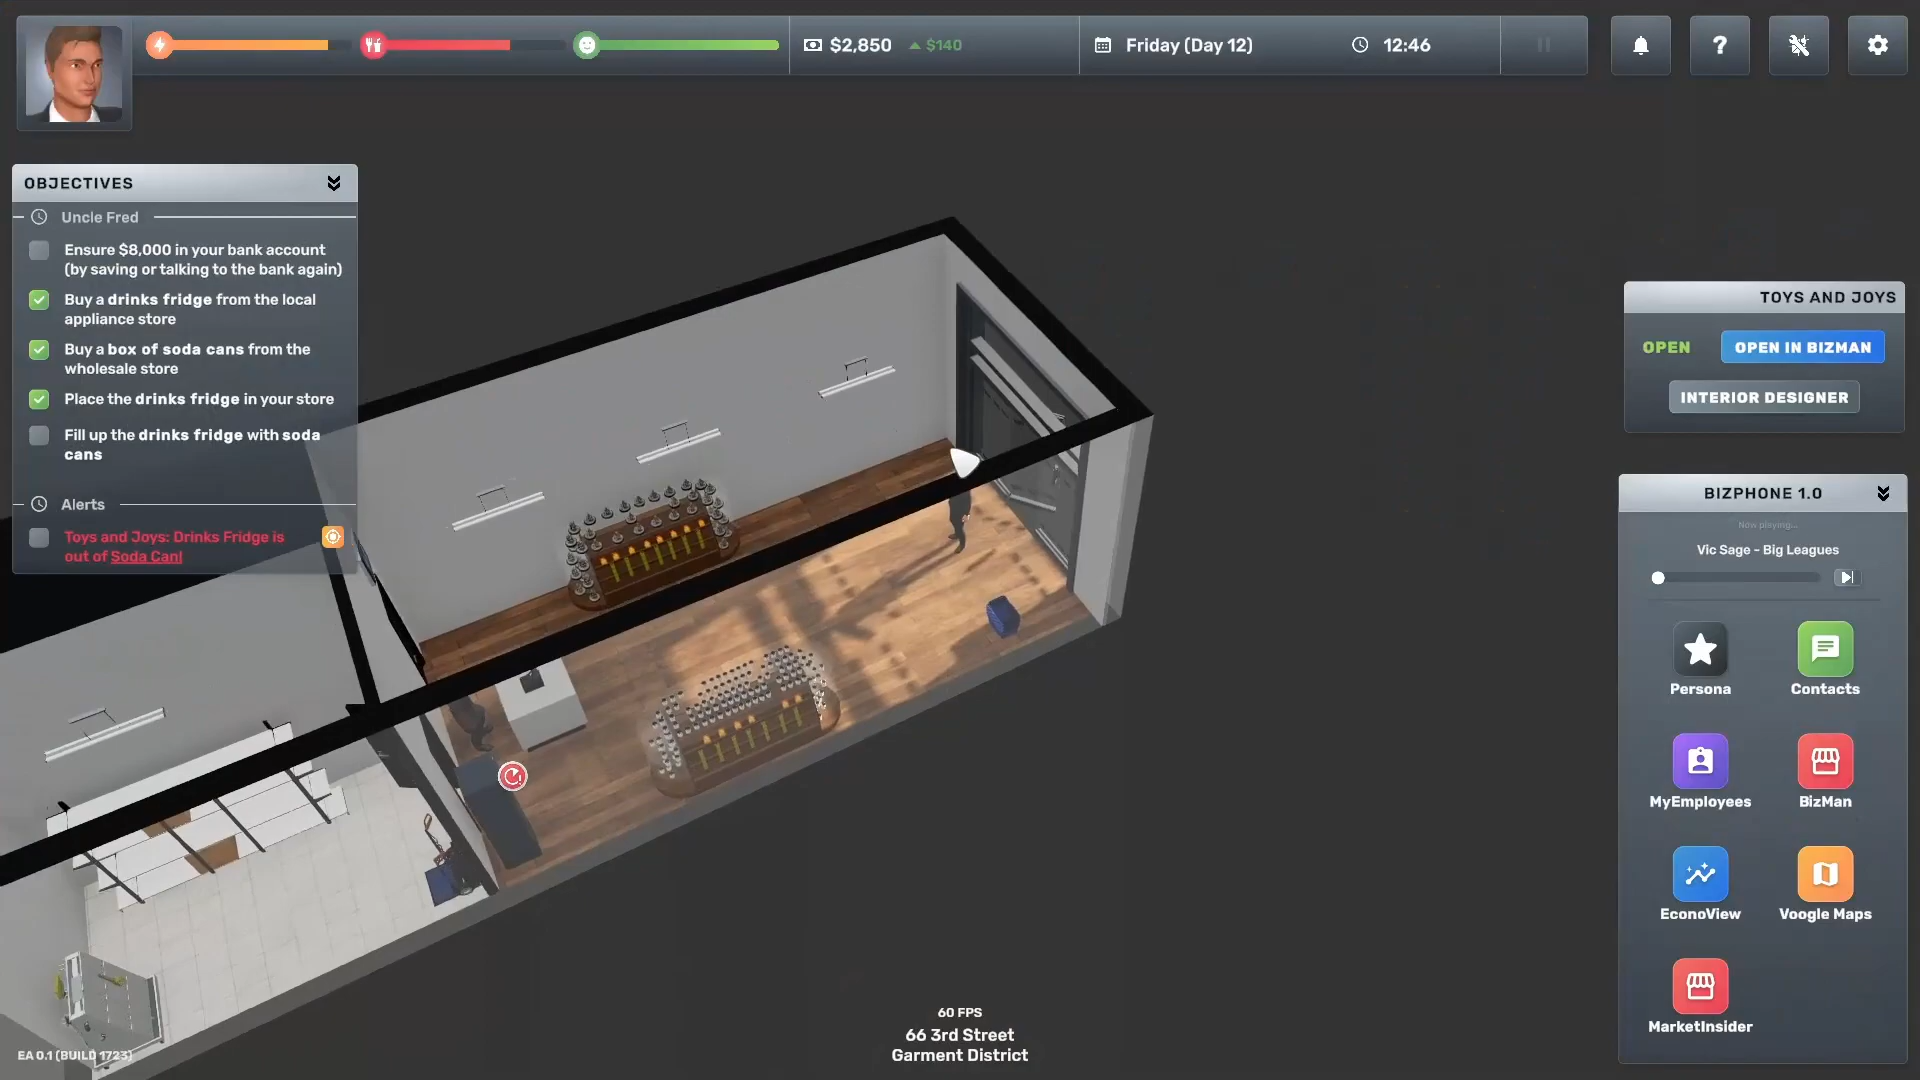 $2,850
$140
Friday (Day 12)
12:46
?
OBJECTIVES
Uncle Fred
Ensure $8,000 in your bank account
(by saving or talking to the bank again)
Buy a drinks fridge from the local
appliance store
Buy a box of soda cans from the
wholesale store
Place the drinks fridge in your store
Fill up the drinks fridge with soda
cans
Alerts
Toys and Joys: Drinks Fridge is
out of Soda Can!
TOYS AND JOYS
OPEN
OPEN IN BIZMAN
INTERIOR DESIGNER
BIZPHONE 1.0
Now playing...
Vic Sage - Big Leagues
Persona
Contacts
MyEmployees
BizMan
EconoView
Voogle Maps
MarketInsider
60 FPS
66 3rd Street
Garment District
EA 0.1 (BUILD 1723)